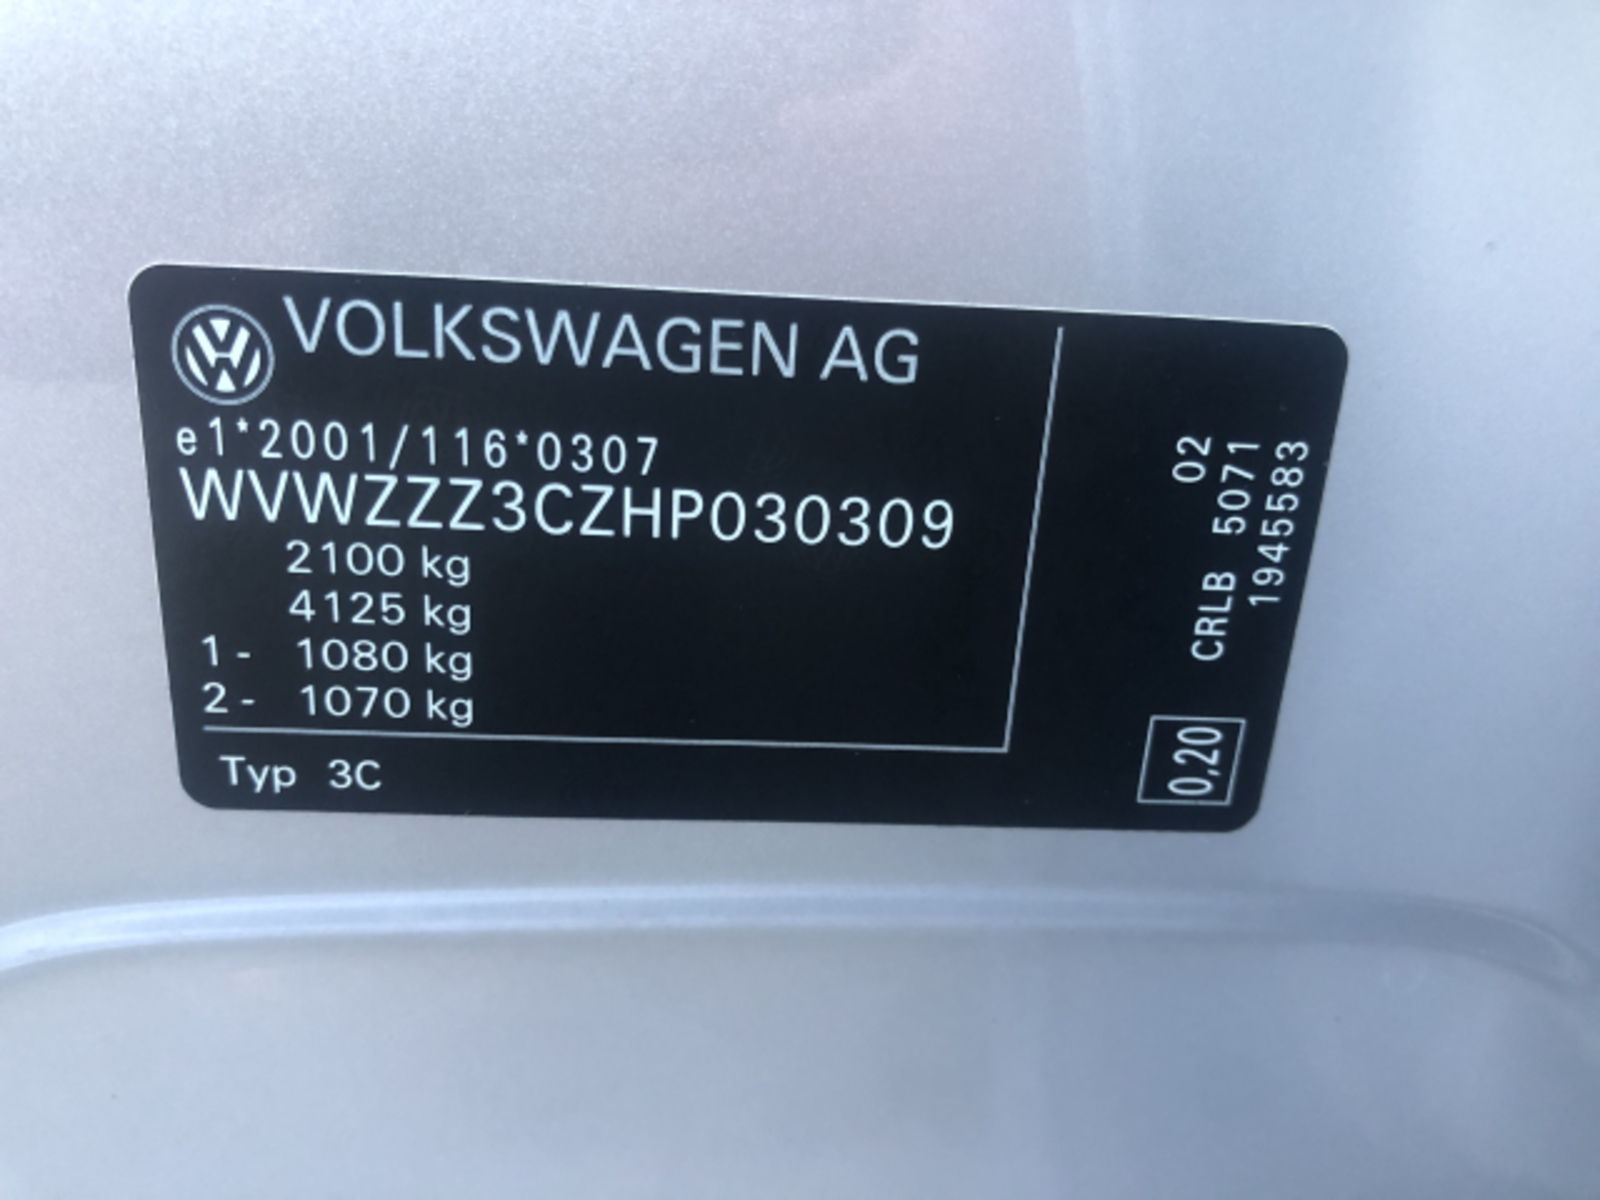 VOLKSWAGEN AG
e1*2001/116*0307
WVWZZZ3CZHP030309
2100 kg
4125 kg
1- 1080 kg
2- 1070 kg
Typ 3C
02
CRLB 5071
1945583
0,20